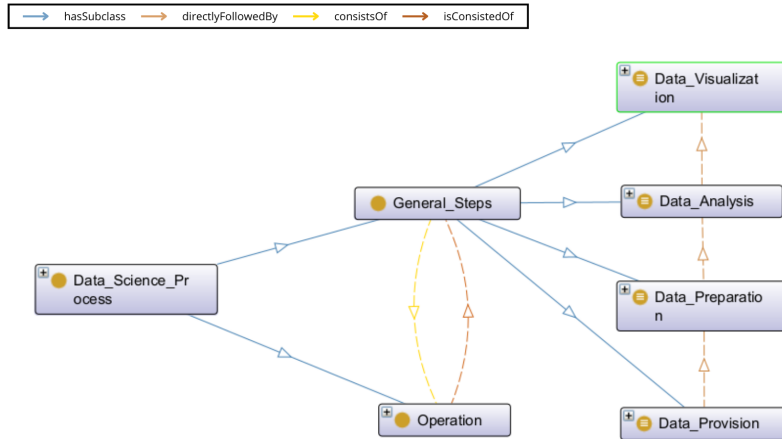 hasSubclass directlyFollowedBy consistsOf isConsistedOf
Data_Visualizat
ion
General_Steps
Data_Analysis
Data_Science_Pr
ocess
Data_Preparatio
n
Operation
Data_Provision